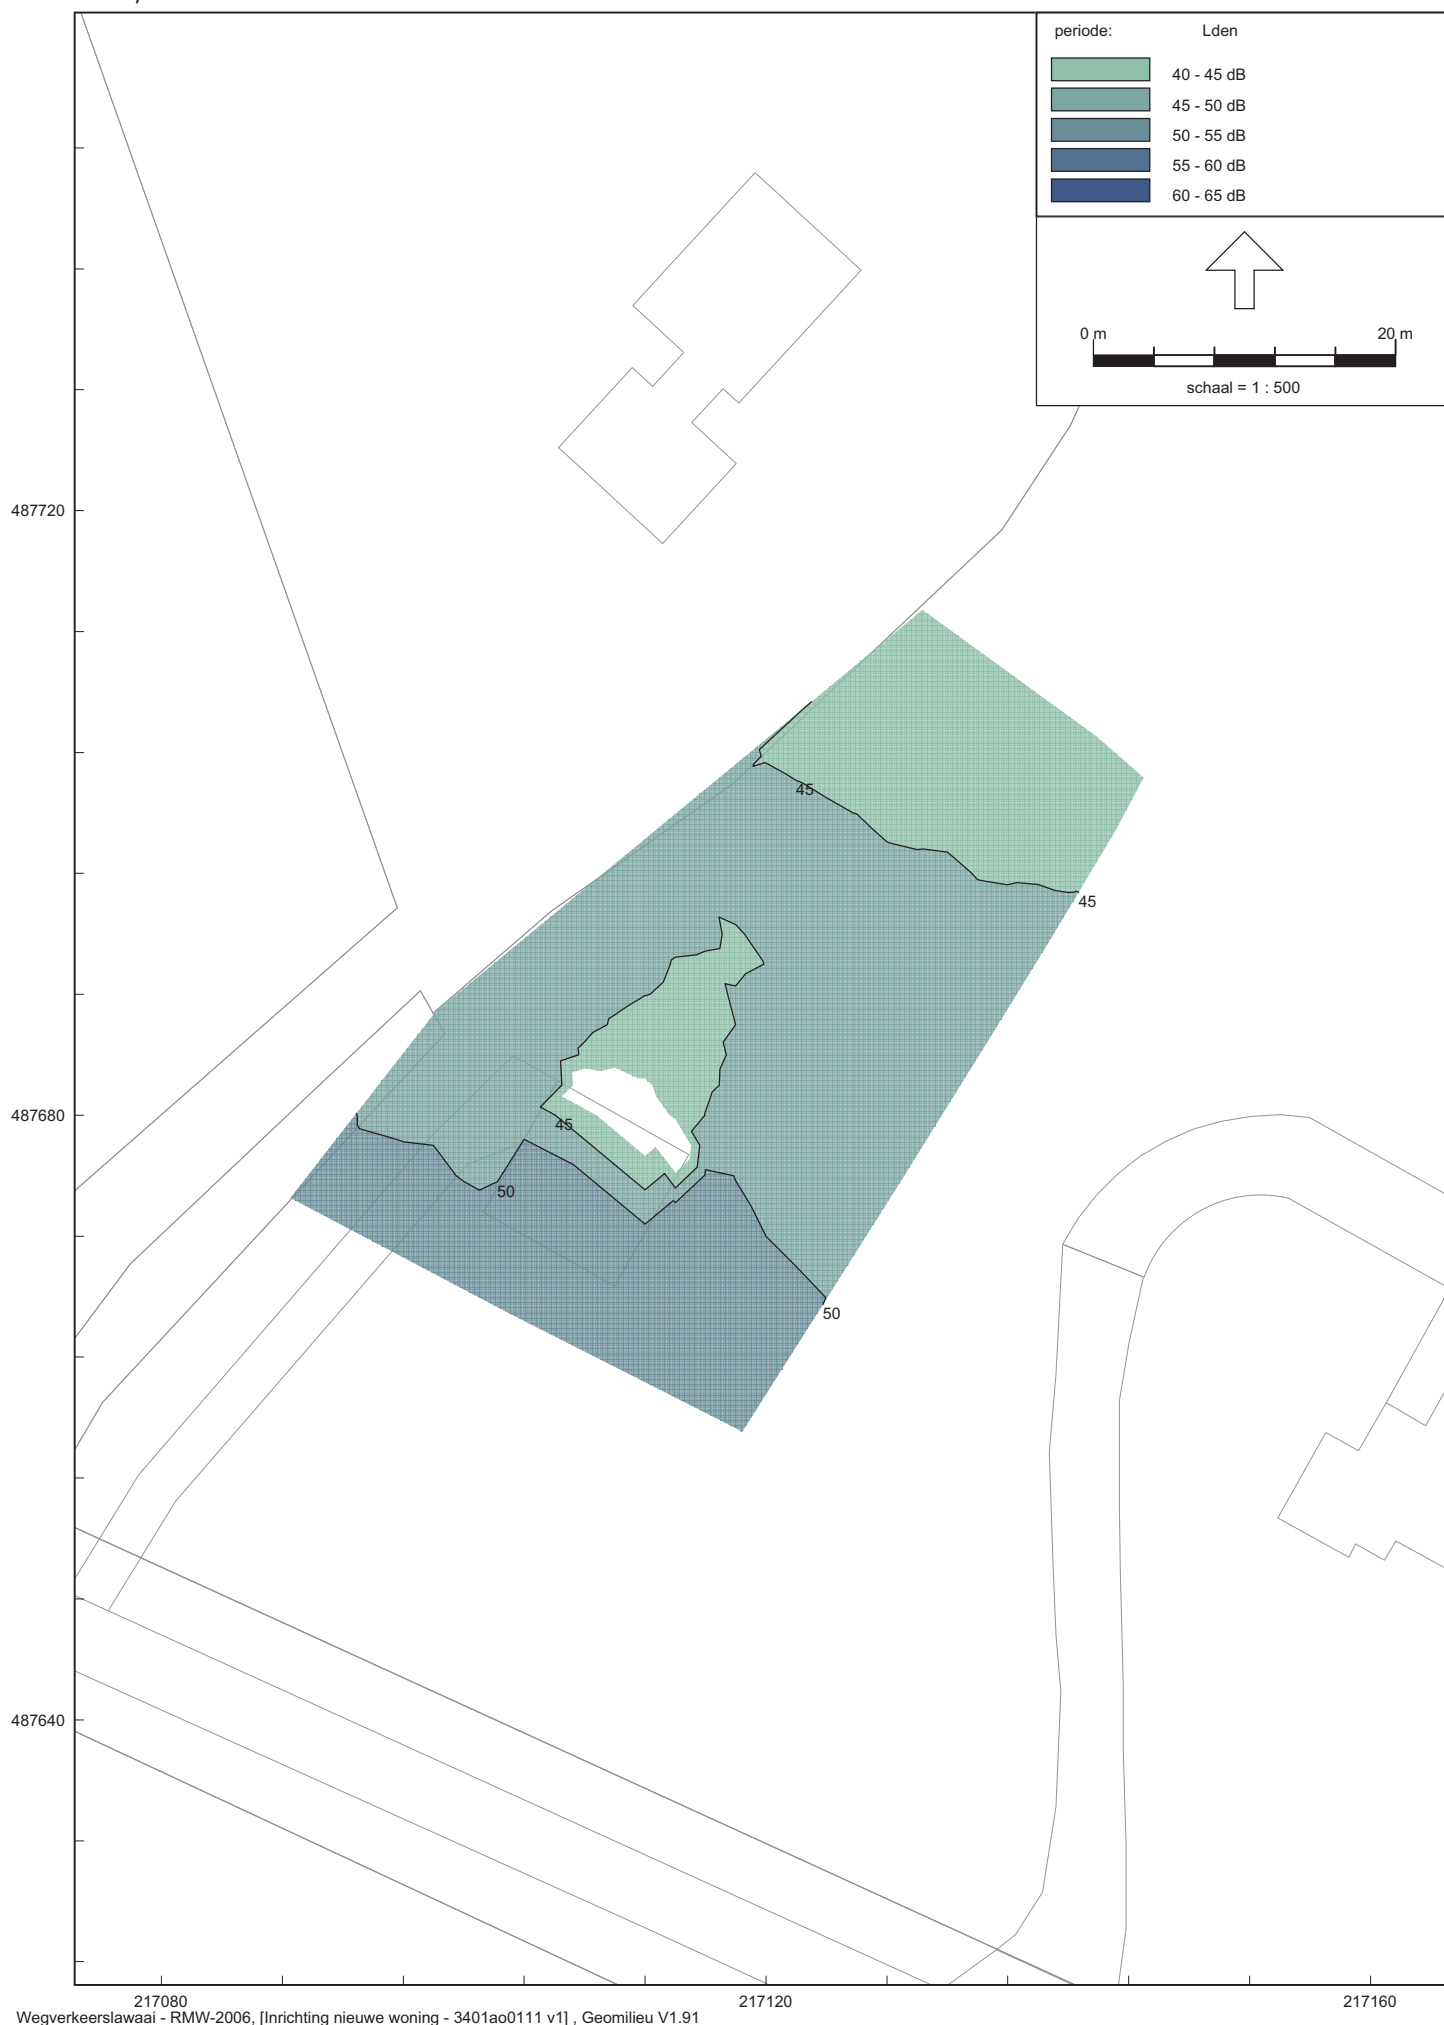 periode: Lden
40 - 45 dB
45 - 50 dB
50 - 55 dB
55 - 60 dB
60 - 65 dB
0 m 20 m
schaal = 1 : 500
487720
45
45
487680
45
50
50
487640
217080 217120 217160
Wegverkeerslawaai - RMW-2006, [Inrichting nieuwe woning - 3401ao0111 v1] , Geomilieu V1.91